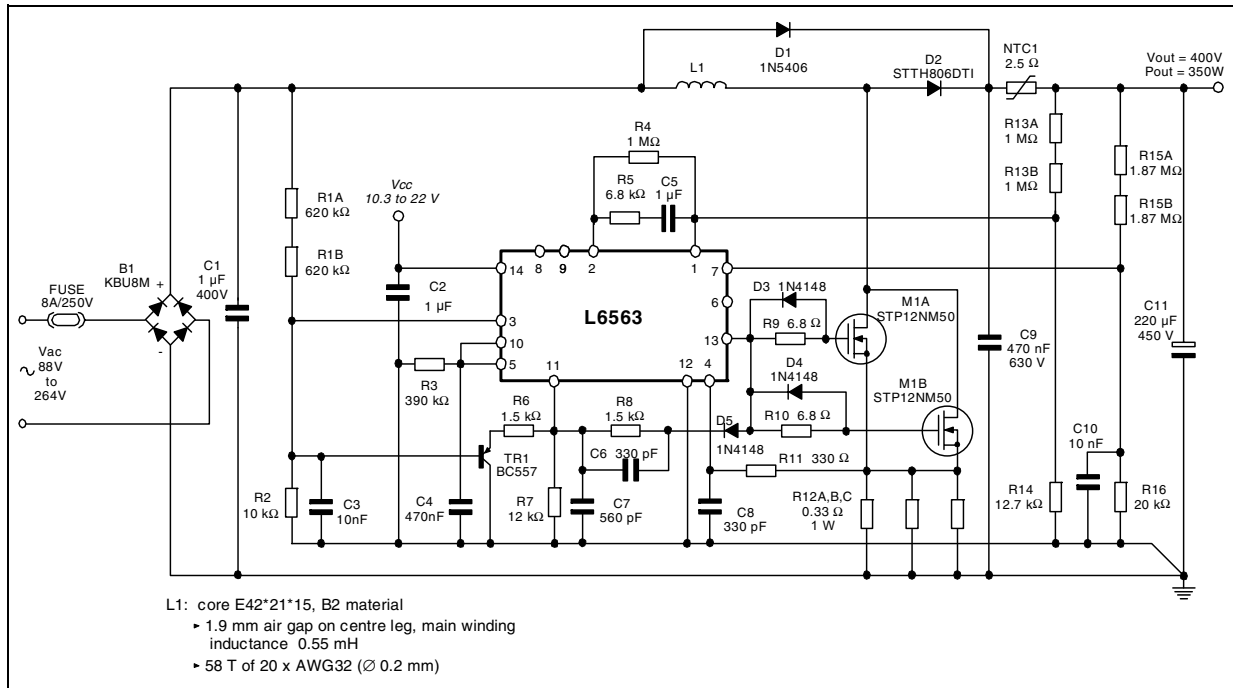 D1
1N5406
NTC1
2.5 Ω
Vout = 400V
Pout = 350W
L1
D2
STTH806DTI
R4
1 MΩ
R5
6.8 kΩ
C5
1 µF
R13A
1 MΩ
R13B
1 MΩ
R15A
1.87 MΩ
R15B
1.87 MΩ
Vcc
10.3 to 22 V
R1A
620 kΩ
R1B
620 kΩ
B1
KBU8M
+
-
C1
1 µF
400V
FUSE
8A/250V
Vac
88V
to
264V
C2
1 µF
14
8
9
2
1
7
3
6
10
13
5
11
12
4
L6563
D3 1N4148
R9 6.8 Ω
M1A
STP12NM50
D4
1N4148
M1B
STP12NM50
C9
470 nF
630 V
C11
220 µF
450 V
R3
390 kΩ
R6
1.5 kΩ
R8
1.5 kΩ
D5
1N4148
R10 6.8 Ω
C10
10 nF
C6 330 pF
R11 330 Ω
TR1
BC557
R2
10 kΩ
C3
10nF
C4
470nF
R7
12 kΩ
C7
560 pF
C8
330 pF
R12A,B,C
0.33 Ω
1 W
R14
12.7 kΩ
R16
20 kΩ
L1: core E42*21*15, B2 material
► 1.9 mm air gap on centre leg, main winding
inductance 0.55 mH
► 58 T of 20 x AWG32 (∅ 0.2 mm)